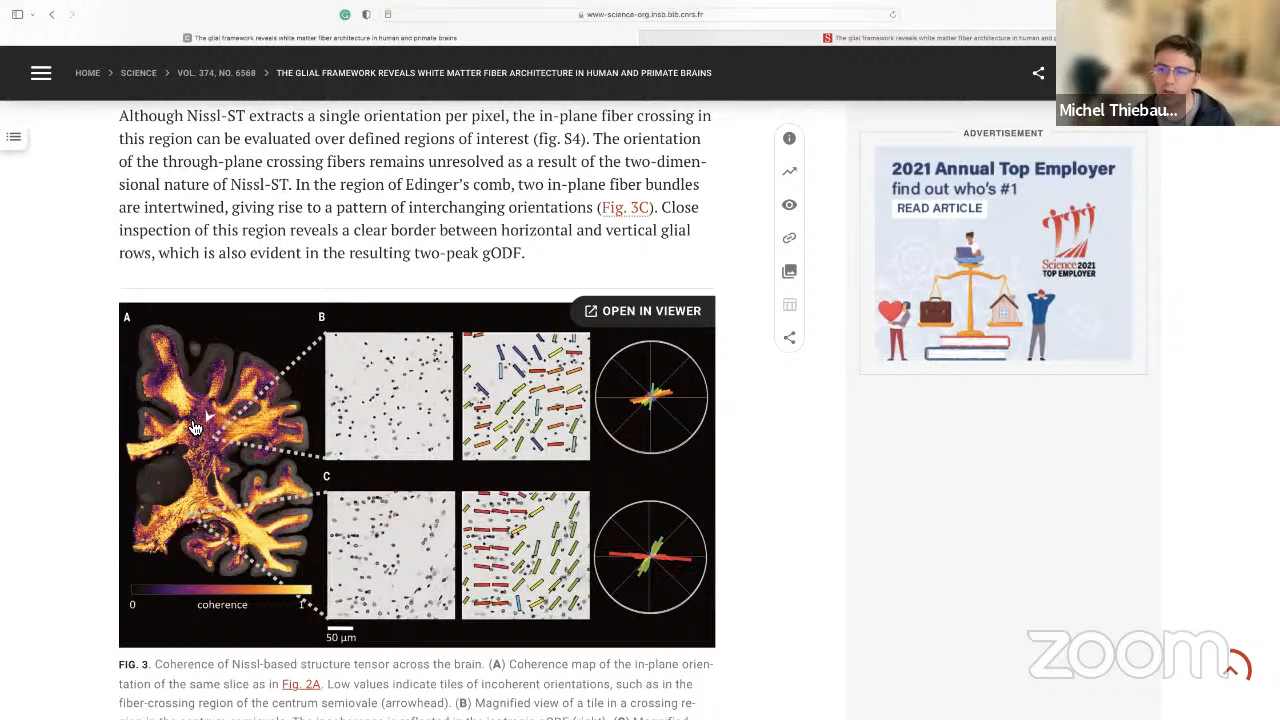 www-science-org.insb.bib.cnrs.fr
The glial framework reveals white matter fiber architecture in human and primate brains
The glial framework reveals white matter fiber architecture in human and p
HOME > SCIENCE > VOL. 374, NO. 6568 > THE GLIAL FRAMEWORK REVEALS WHITE MATTER FIBER ARCHITECTURE IN HUMAN AND PRIMATE BRAINS
Michel Thiebau...
Although Nissl-ST extracts a single orientation per pixel, the in-plane fiber crossing in
this region can be evaluated over defined regions of interest (fig. S4). The orientation
of the through-plane crossing fibers remains unresolved as a result of the two-dimen-
sional nature of Nissl-ST. In the region of Edinger's comb, two in-plane fiber bundles
are intertwined, giving rise to a pattern of interchanging orientations (Fig. 3C). Close
inspection of this region reveals a clear border between horizontal and vertical glial
rows, which is also evident in the resulting two-peak gODF.
ADVERTISEMENT
2021 Annual Top Employer
find out who's #1
READ ARTICLE
Science 2021
TOP EMPLOYER
OPEN IN VIEWER
A
B
C
0 coherence 1
50 µm
FIG. 3. Coherence of Nissl-based structure tensor across the brain. (A) Coherence map of the in-plane orien-
tation of the same slice as in Fig. 2A. Low values indicate tiles of incoherent orientations, such as in the
fiber-crossing region of the centrum semiovale (arrowhead). (B) Magnified view of a tile in a crossing re-
zoom